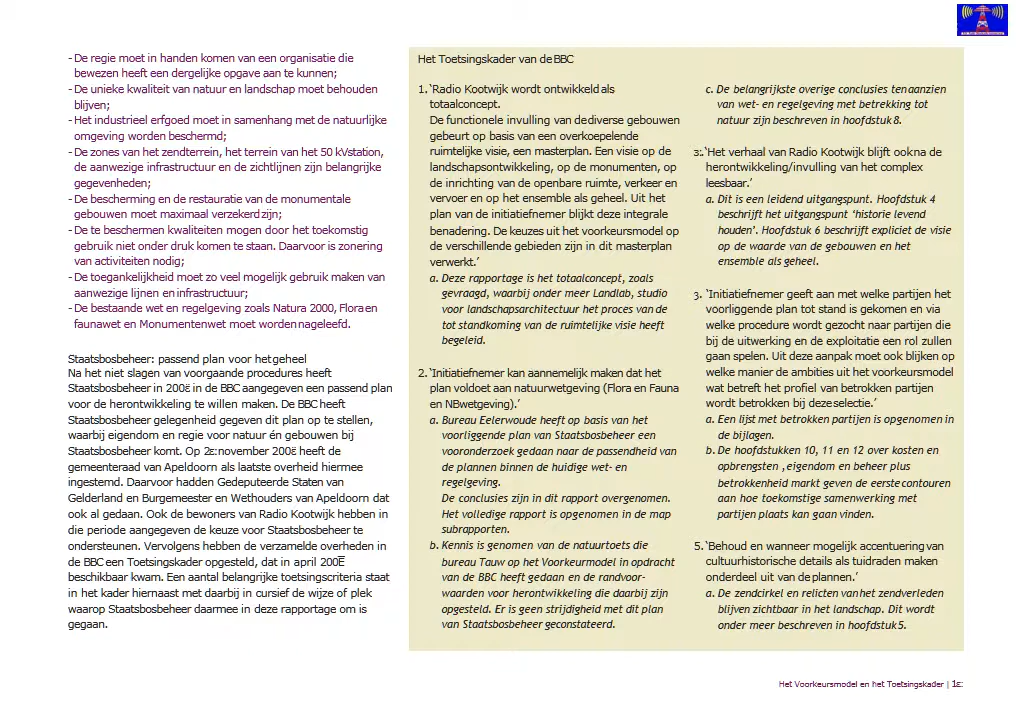 - De regie moet in handen komen van een organisatie die
bewezen heeft een dergelijke opgave aan te kunnen;
- De unieke kwaliteit van natuur en landschap moet behouden
blijven;
- Het industrieel erfgoed moet in samenhang met de natuurlijke
omgeving worden beschermd;
- De zones van het zendterrein, het terrein van het 50 kVstation,
de aanwezige infrastructuur en de zichtlijnen zijn belangrijke
gegevenheden;
- De bescherming en de restauratie van de monumentale
gebouwen moet maximaal verzekerd zijn;
- De te beschermen kwaliteiten mogen door het toekomstig
gebruik niet onder druk komen te staan. Daarvoor is zonering
van activiteiten nodig;
- De toegankelijkheid moet zo veel mogelijk gebruik maken van
aanwezige lijnen en infrastructuur;
- De bestaande wet en regelgeving zoals Natura 2000, Flora en
faunawet en Monumentenwet moet worden nageleefd.
Staatsbosbeheer: passend plan voor het geheel
Na het niet slagen van voorgaande procedures heeft
Staatsbosbeheer in 200 in de BBC aangegeven een passend plan
voor de herontwikkeling te willen maken. De BBC heeft
Staatsbosbeheer gelegenheid gegeven dit plan op te stellen,
waarbij eigendom en regie voor natuur én gebouwen bij
Staatsbosbeheer komt. Op 2 november 200 heeft de
gemeenteraad van Apeldoorn als laatste overheid hiermee
ingestemd. Daarvoor hadden Gedeputeerde Staten van
Gelderland en Burgemeester en Wethouders van Apeldoorn dat
ook al gedaan. Ook de bewoners van Radio Kootwijk hebben in
die periode aangegeven de keuze voor Staatsbosbeheer te
ondersteunen. Vervolgens hebben de verzamelde overheden in
de BBC een Toetsingskader opgesteld, dat in april 200
beschikbaar kwam. Een aantal belangrijke toetsingscriteria staat
in het kader hiernaast met daarbij in cursief de wijze of plek
waarop Staatsbosbeheer daarmee in deze rapportage om is
gegaan.
Het Toetsingskader van de BBC
1. ‘Radio Kootwijk wordt ontwikkeld als
totaalconcept.
De functionele invulling van de diverse gebouwen
gebeurt op basis van een overkoepelende
ruimtelijke visie, een masterplan. Een visie op de
landschapsontwikkeling, op de monumenten, op
de inrichting van de openbare ruimte, verkeer en
vervoer en op het ensemble als geheel. Uit het
plan van de initiatiefnemer blijkt deze integrale
benadering. De keuzes uit het voorkeursmodel op
de verschillende gebieden zijn in dit masterplan
verwerkt.’
a. Deze rapportage is het totaalconcept, zoals
gevraagd, waarbij onder meer Landlab, studio
voor landschapsarchitectuur het proces van de
tot standkoming van de ruimtelijke visie heeft
begeleid.
2. ‘Initiatiefnemer kan aannemelijk maken dat het
plan voldoet aan natuurwetgeving (Flora en Fauna
en NBwetgeving).’
a. Bureau Eelerwoude heeft op basis van het
voorliggende plan van Staatsbosbeheer een
vooronderzoek gedaan naar de passendheid van
de plannen binnen de huidige wet- en
regelgeving.
De conclusies zijn in dit rapport overgenomen.
Het volledige rapport is opgenomen in de map
subrapporten.
b. Kennis is genomen van de natuurtoets die
bureau Tauw op het Voorkeurmodel in opdracht
van de BBC heeft gedaan en de randvoor-
waarden voor herontwikkeling die daarbij zijn
opgesteld. Er is geen strijdigheid met dit plan
van Staatsbosbeheer geconstateerd.
c. De belangrijkste overige conclusies ten aanzien
van wet- en regelgeving met betrekking tot
natuur zijn beschreven in hoofdstuk 8.
‘Het verhaal van Radio Kootwijk blijft ook na de
herontwikkeling/invulling van het complex
leesbaar.’
a. Dit is een leidend uitgangspunt. Hoofdstuk 4
beschrijft het uitgangspunt ‘historie levend
houden’. Hoofdstuk 6 beschrijft expliciet de visie
op de waarde van de gebouwen en het
ensemble als geheel.
3. ‘Initiatiefnemer geeft aan met welke partijen het
voorliggende plan tot stand is gekomen en via
welke procedure wordt gezocht naar partijen die
bij de uitwerking en de exploitatie een rol zullen
gaan spelen. Uit deze aanpak moet ook blijken op
welke manier de ambities uit het voorkeursmodel
wat betreft het profiel van betrokken partijen
wordt betrokken bij deze selectie.’
a. Een lijst met betrokken partijen is opgenomen in
de bijlagen.
b. De hoofdstukken 10, 11 en 12 over kosten en
opbrengsten , eigendom en beheer plus
betrokkenheid markt geven de eerste contouren
aan hoe toekomstige samenwerking met
partijen plaats kan gaan vinden.
5. ‘Behoud en wanneer mogelijk accentuering van
cultuurhistorische details als tuidraden maken
onderdeel uit van de plannen.’
a. De zendcirkel en relicten van het zendverleden
blijven zichtbaar in het landschap. Dit wordt
onder meer beschreven in hoofdstuk 5.
Het Voorkeursmodel en het Toetsingskader | 1